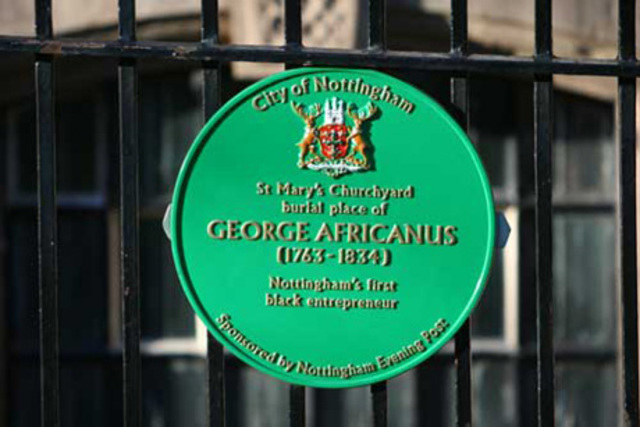 City of Nottingham
St Mary's Churchyard
burial place of
GEORGE AFRICANUS
(1763-1834)
Nottingham's first
black entrepreneur
Sponsored by Nottingham Evening Post